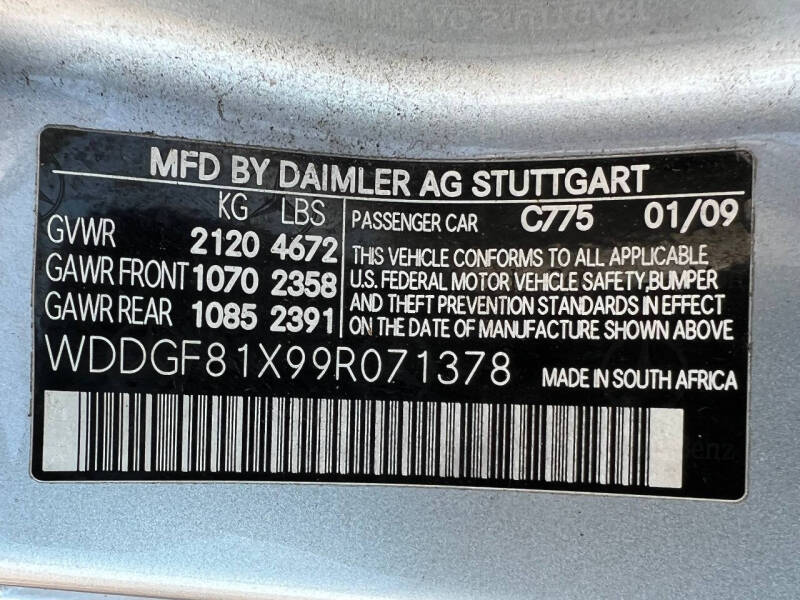 MFD BY DAIMLER AG STUTTGART
KG LBS
GVWR 2120 4672
GAWR FRONT 1070 2358
GAWR REAR 1085 2391
PASSENGER CAR C775 01/09
THIS VEHICLE CONFORMS TO ALL APPLICABLE
U.S. FEDERAL MOTOR VEHICLE SAFETY,BUMPER
AND THEFT PREVENTION STANDARDS IN EFFECT
ON THE DATE OF MANUFACTURE SHOWN ABOVE
WDDGF81X99R071378 MADE IN SOUTH AFRICA